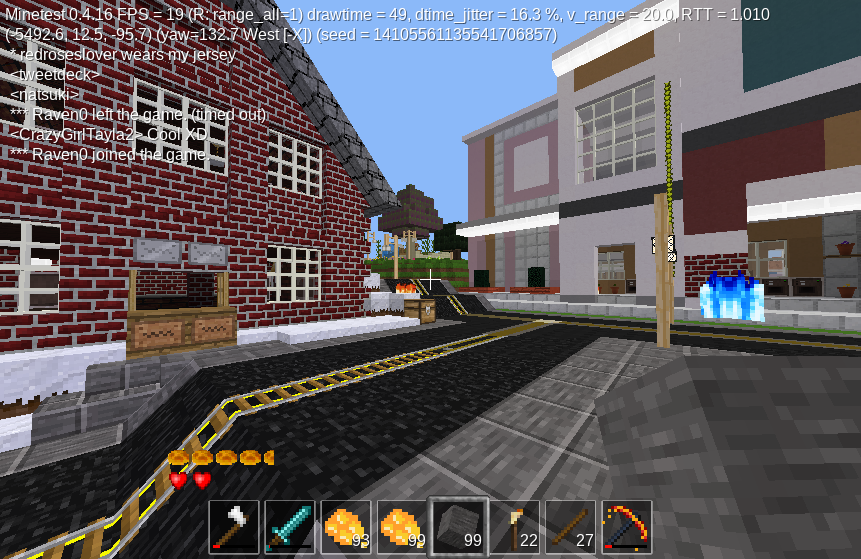 Minetest 0.4.16 FPS = 19 (R: range_all=1) drawtime = 49, dtime_jitter = 16.3 %, v_range = 20.0, RTT = 1.010
(-5492.6, 12.5, -95.7) (yaw=132.7 West [-X]) (seed = 14105561135541706857)
* redroseslover wears my jersey
<tweetdeck>
<natsuki>
*** Raven0 left the game. (timed out)
<CrazyGirlTayla2> Cool XD.
*** Raven0 joined the game.
93 99 99 22 27